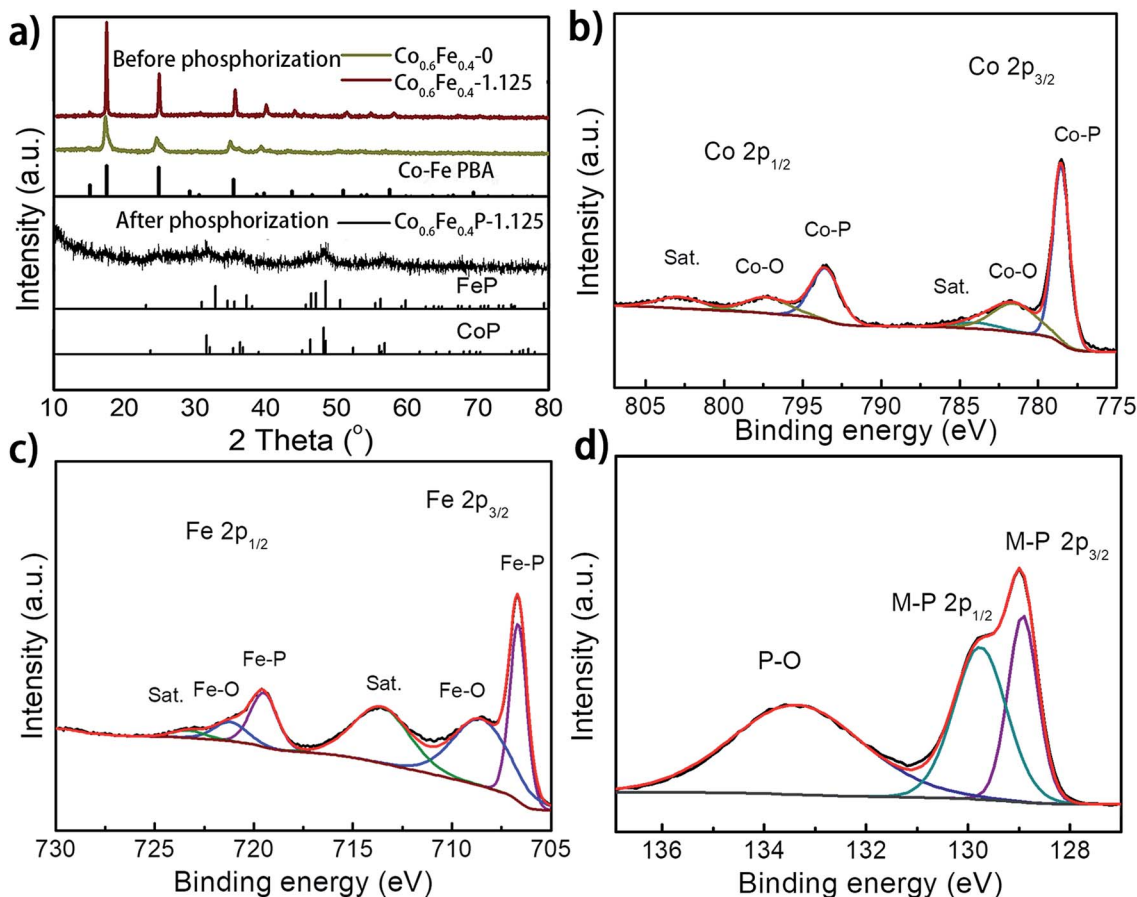 a)
Before phosphorization
Co0.6Fe0.4-0
Co0.6Fe0.4-1.125
Co-Fe PBA
After phosphorization
Co0.6Fe0.4P-1.125
FeP
CoP
Intensity (a.u.)
10 20 30 40 50 60 70 80
2 Theta (o)
b)
Co 2p3/2
Co-P
Co 2p1/2
Co-P
Sat.
Co-O
Sat.
Co-O
Intensity (a.u.)
805 800 795 790 785 780 775
Binding energy (eV)
c)
Fe 2p3/2
Fe 2p1/2
Fe-P
Fe-P
Sat.
Fe-O
Sat.
Fe-O
Intensity (a.u.)
730 725 720 715 710 705
Binding energy (eV)
d)
M-P 2p3/2
M-P 2p1/2
P-O
Intensity (a.u.)
136 134 132 130 128
Binding energy (eV)